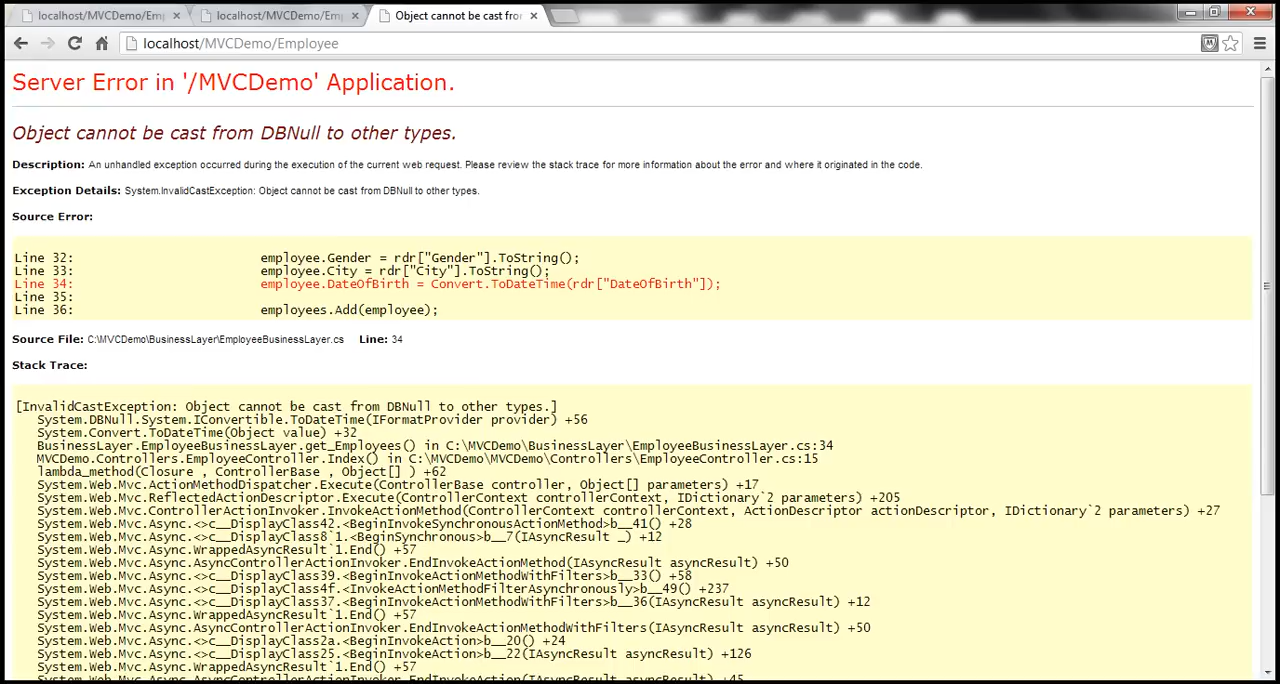 localhost/MVCDemo/Em
localhost/MVCDemo/Em
Object cannot be cast fro
localhost/MVCDemo/Employee
Server Error in '/MVCDemo' Application.
Object cannot be cast from DBNull to other types.
Description: An unhandled exception occurred during the execution of the current web request. Please review the stack trace for more information about the error and where it originated in the code.
Exception Details: System.InvalidCastException: Object cannot be cast from DBNull to other types.
Source Error:
Line 32: employee.Gender = rdr["Gender"].ToString();
Line 33: employee.City = rdr["City"].ToString();
Line 34: employee.DateOfBirth = Convert.ToDateTime(rdr["DateOfBirth"]);
Line 35:
Line 36: employees.Add(employee);
Source File: C:\MVCDemo\BusinessLayer\EmployeeBusinessLayer.cs Line: 34
Stack Trace:
[InvalidCastException: Object cannot be cast from DBNull to other types.]
System.DBNull.System.IConvertible.ToDateTime(IFormatProvider provider) +56
System.Convert.ToDateTime(Object value) +32
BusinessLayer.EmployeeBusinessLayer.get_Employees() in C:\MVCDemo\BusinessLayer\EmployeeBusinessLayer.cs:34
MVCDemo.Controllers.EmployeeController.Index() in C:\MVCDemo\MVCDemo\Controllers\EmployeeController.cs:15
lambda_method(Closure , ControllerBase , Object[] ) +62
System.Web.Mvc.ActionMethodDispatcher.Execute(ControllerBase controller, Object[] parameters) +17
System.Web.Mvc.ReflectedActionDescriptor.Execute(ControllerContext controllerContext, IDictionary`2 parameters) +205
System.Web.Mvc.ControllerActionInvoker.InvokeActionMethod(ControllerContext controllerContext, ActionDescriptor actionDescriptor, IDictionary`2 parameters) +27
System.Web.Mvc.Async.<>c__DisplayClass42.<BeginInvokeSynchronousActionMethod>b__41() +28
System.Web.Mvc.Async.<>c__DisplayClass8`1.<BeginSynchronous>b__7(IAsyncResult _) +12
System.Web.Mvc.Async.WrappedAsyncResult`1.End() +57
System.Web.Mvc.Async.AsyncControllerActionInvoker.EndInvokeActionMethod(IAsyncResult asyncResult) +50
System.Web.Mvc.Async.<>c__DisplayClass39.<BeginInvokeActionMethodWithFilters>b__33() +58
System.Web.Mvc.Async.<>c__DisplayClass4f.<InvokeActionMethodFilterAsynchronously>b__49() +237
System.Web.Mvc.Async.<>c__DisplayClass37.<BeginInvokeActionMethodWithFilters>b__36(IAsyncResult asyncResult) +12
System.Web.Mvc.Async.WrappedAsyncResult`1.End() +57
System.Web.Mvc.Async.AsyncControllerActionInvoker.EndInvokeActionMethodWithFilters(IAsyncResult asyncResult) +50
System.Web.Mvc.Async.<>c__DisplayClass2a.<BeginInvokeAction>b__20() +24
System.Web.Mvc.Async.<>c__DisplayClass25.<BeginInvokeAction>b__22(IAsyncResult asyncResult) +126
System.Web.Mvc.Async.WrappedAsyncResult`1.End() +57
System.Web.Mvc.Async.AsyncControllerActionInvoker.EndInvokeAction(IAsyncResult asyncResult) +45